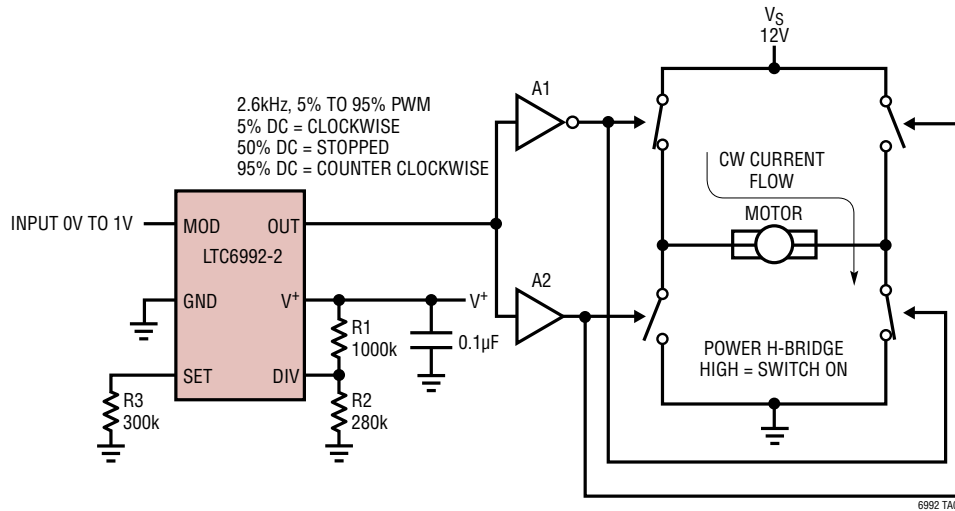 VS
12V
A1
2.6kHz, 5% TO 95% PWM
5% DC = CLOCKWISE
50% DC = STOPPED
95% DC = COUNTER CLOCKWISE
CW CURRENT
FLOW
MOTOR
INPUT 0V TO 1V
MOD
OUT
LTC6992-2
GND
V+
V+
A2
R1
1000k
0.1µF
SET
DIV
R3
300k
R2
280k
POWER H-BRIDGE
HIGH = SWITCH ON
6992